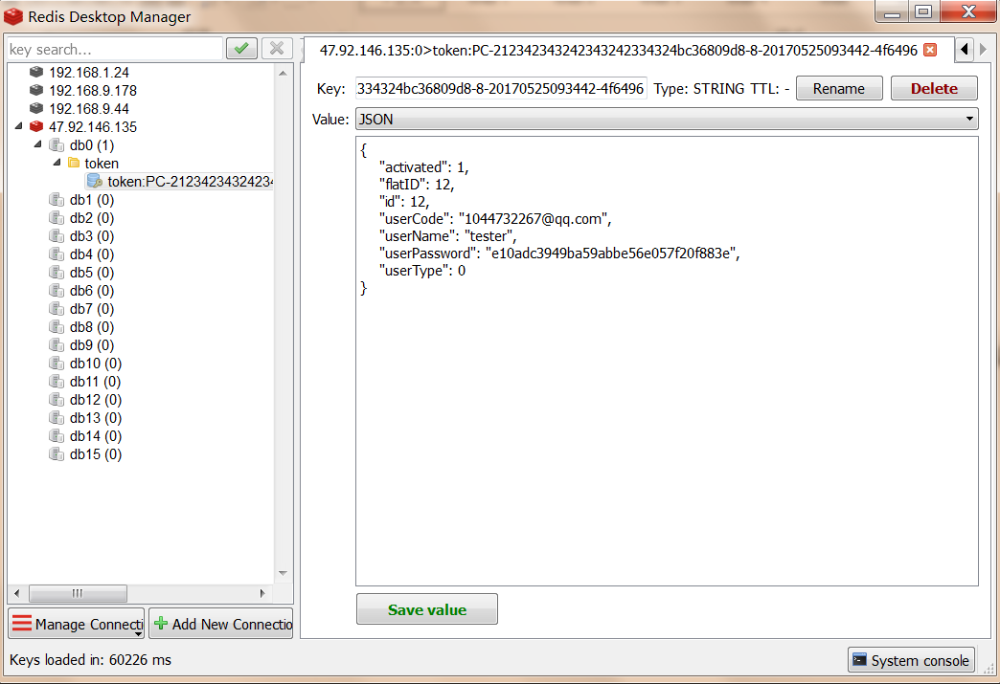 Redis Desktop Manager
key search...
192.168.1.24
192.168.9.178
192.168.9.44
47.92.146.135
db0 (1)
token
token:PC-21234234324234
db1 (0)
db2 (0)
db3 (0)
db4 (0)
db5 (0)
db6 (0)
db7 (0)
db8 (0)
db9 (0)
db10 (0)
db11 (0)
db12 (0)
db13 (0)
db14 (0)
db15 (0)
Manage Connecti
Add New Connectio
47.92.146.135:0>token:PC-212342343242343242334324bc36809d8-8-20170525093442-4f6496
Key: 334324bc36809d8-8-20170525093442-4f6496 Type: STRING TTL: - Rename Delete
Value: JSON
{
"activated": 1,
"flatID": 12,
"id": 12,
"userCode": "1044732267@qq.com",
"userName": "tester",
"userPassword": "e10adc3949ba59abbe56e057f20f883e",
"userType": 0
}
Save value
Keys loaded in: 60226 ms
System console